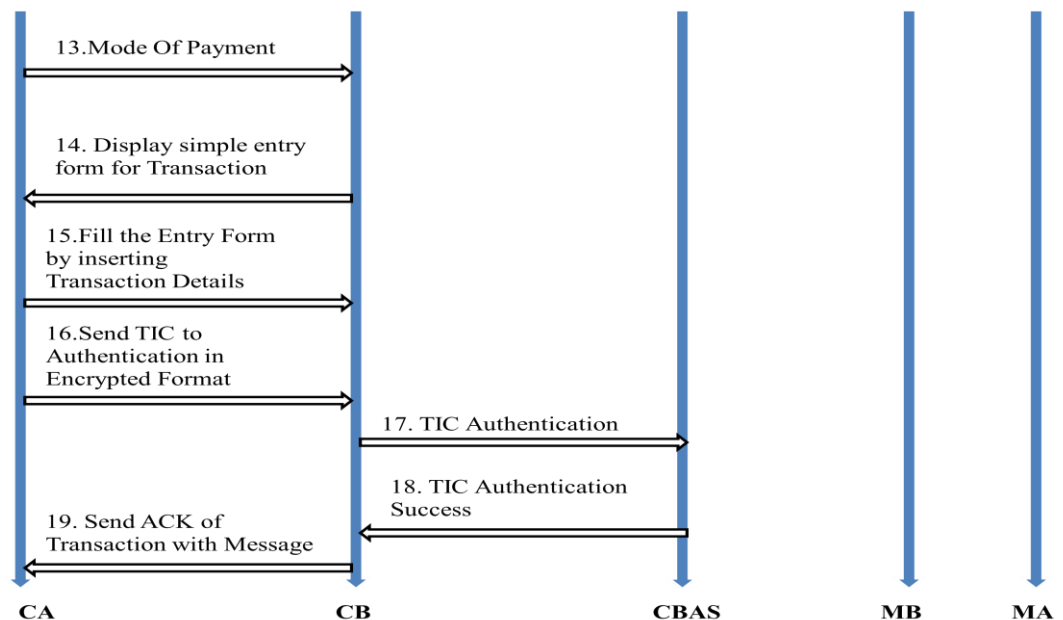 13.Mode Of Payment
14. Display simple entry
form for Transaction
15.Fill the Entry Form
by inserting
Transaction Details
16.Send TIC to
Authentication in
Encrypted Format
17. TIC Authentication
18. TIC Authentication
Success
19. Send ACK of
Transaction with Message
CA CB CBAS MB MA